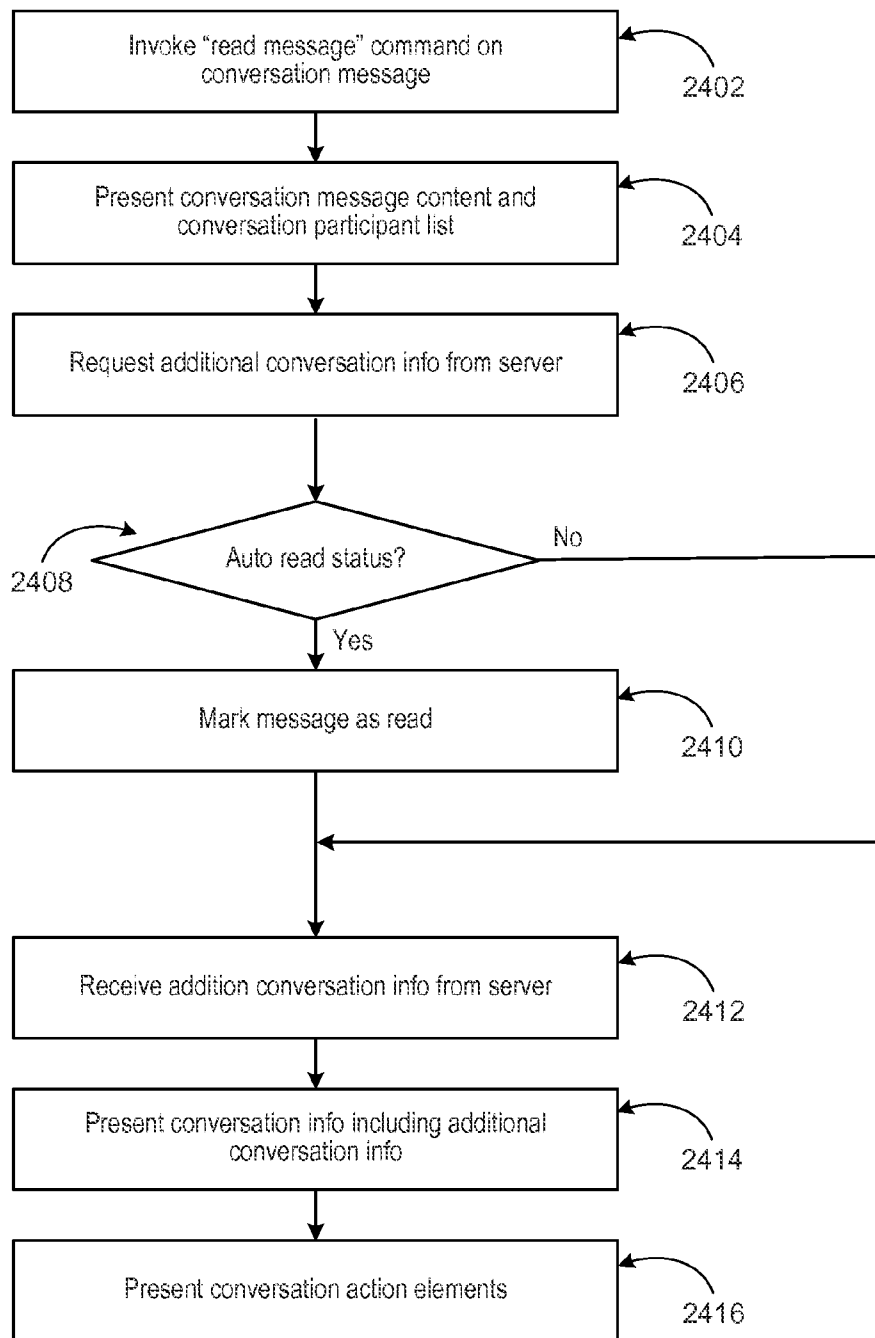 Invoke “read message” command on
conversation message
2402
Present conversation message content and
conversation participant list
2404
Request additional conversation info from server
2406
Auto read status?
No
2408
Yes
Mark message as read
2410
Receive addition conversation info from server
2412
Present conversation info including additional
conversation info
2414
Present conversation action elements
2416